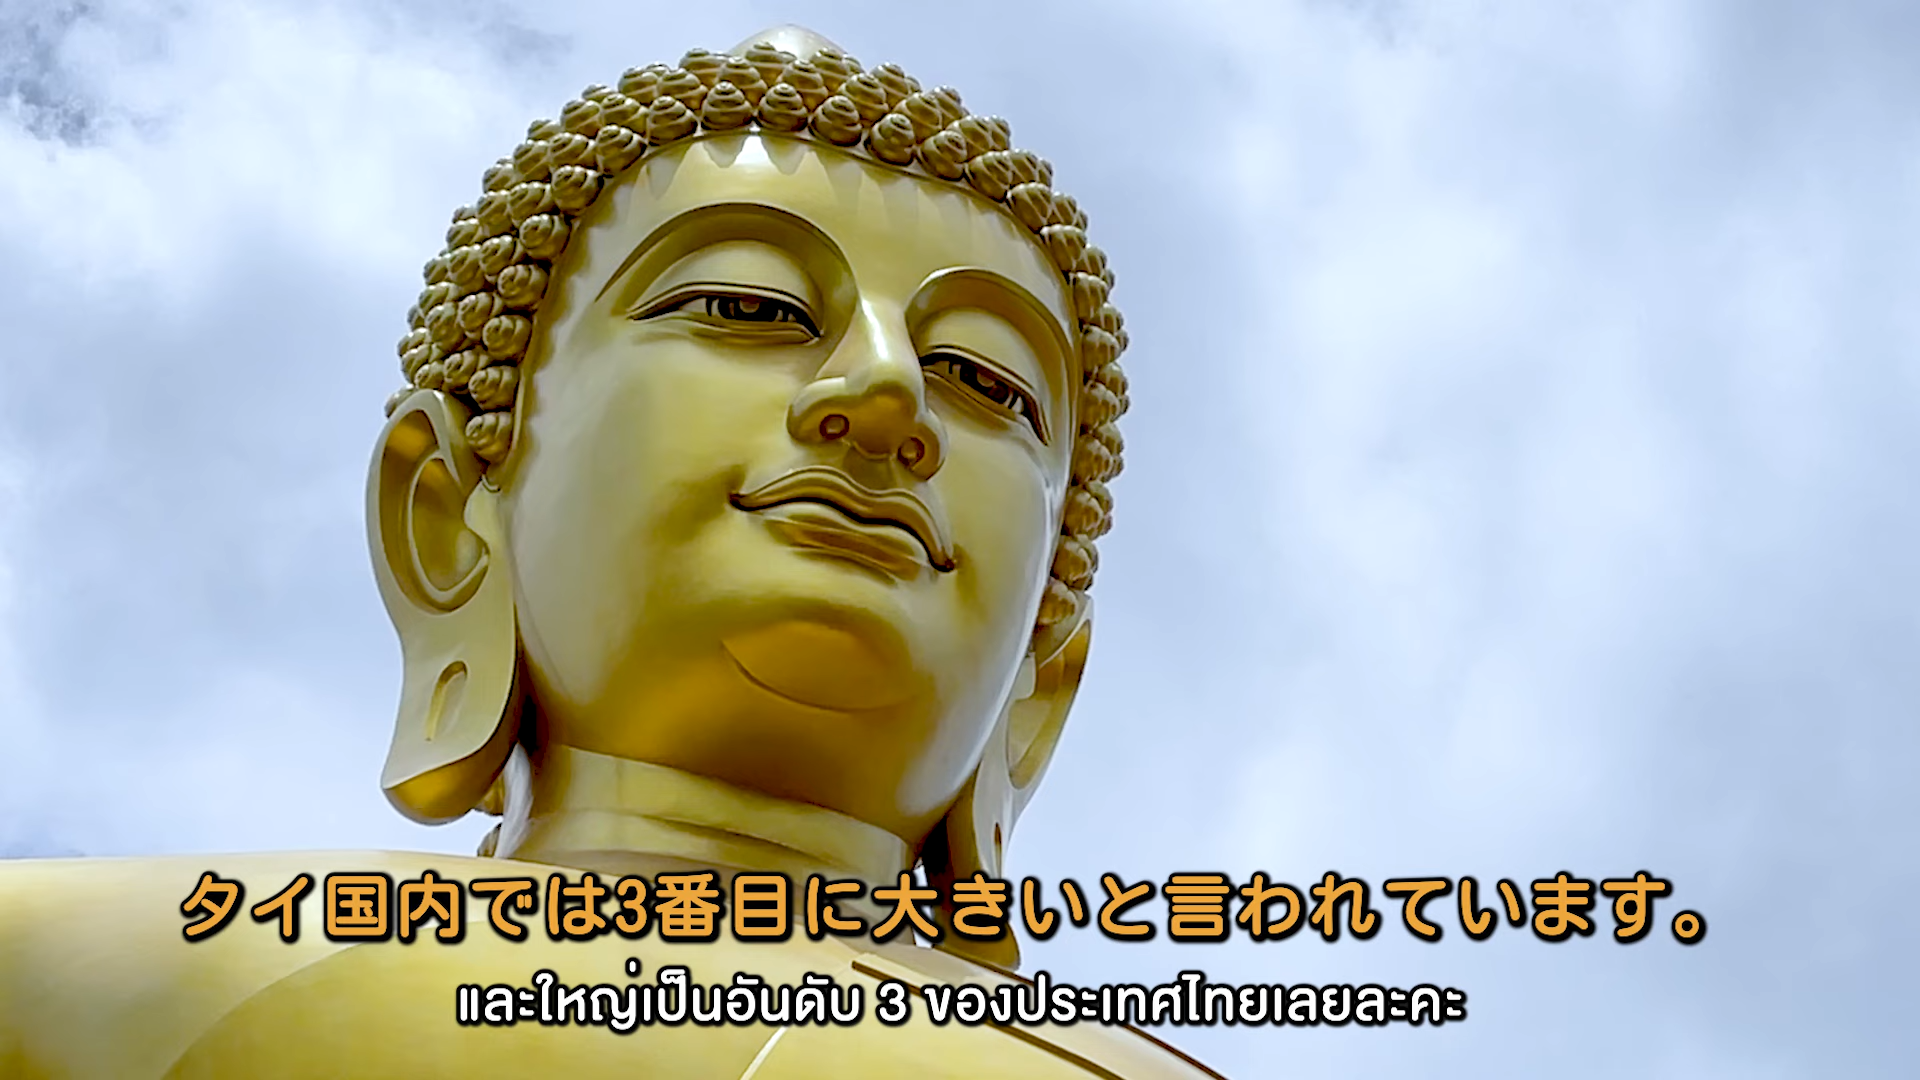 タイ国内では3番目に大きいと言われています。
และใหญ่เป็นอันดับ 3 ของประเทศไทยเลยละคะ